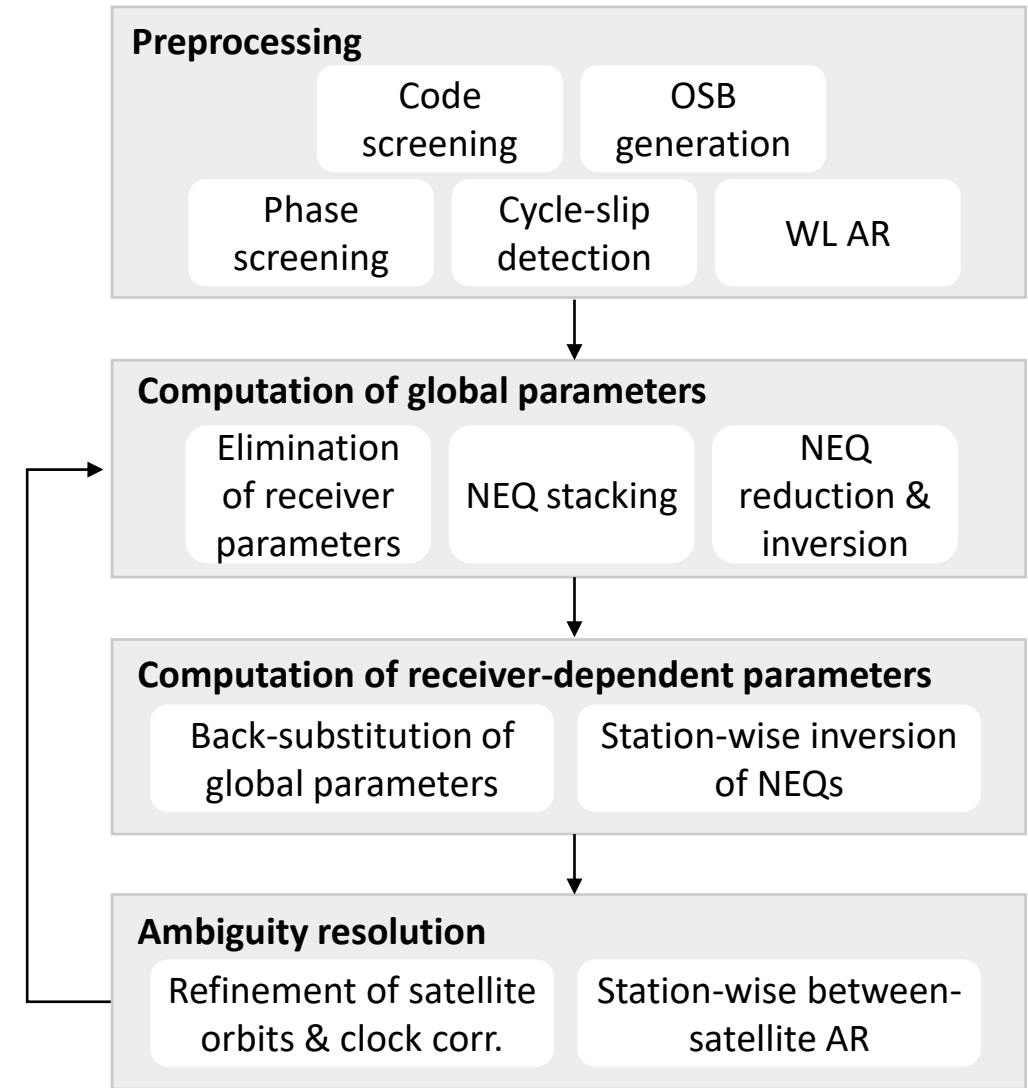 Preprocessing
Code
screening
OSB
generation
Phase
screening
Cycle-slip
detection
WL AR
Computation of global parameters
Elimination
of receiver
parameters
NEQ stacking
NEQ
reduction &
inversion
Computation of receiver-dependent parameters
Back-substitution of
global parameters
Station-wise inversion
of NEQs
Ambiguity resolution
Refinement of satellite
orbits & clock corr.
Station-wise between-
satellite AR